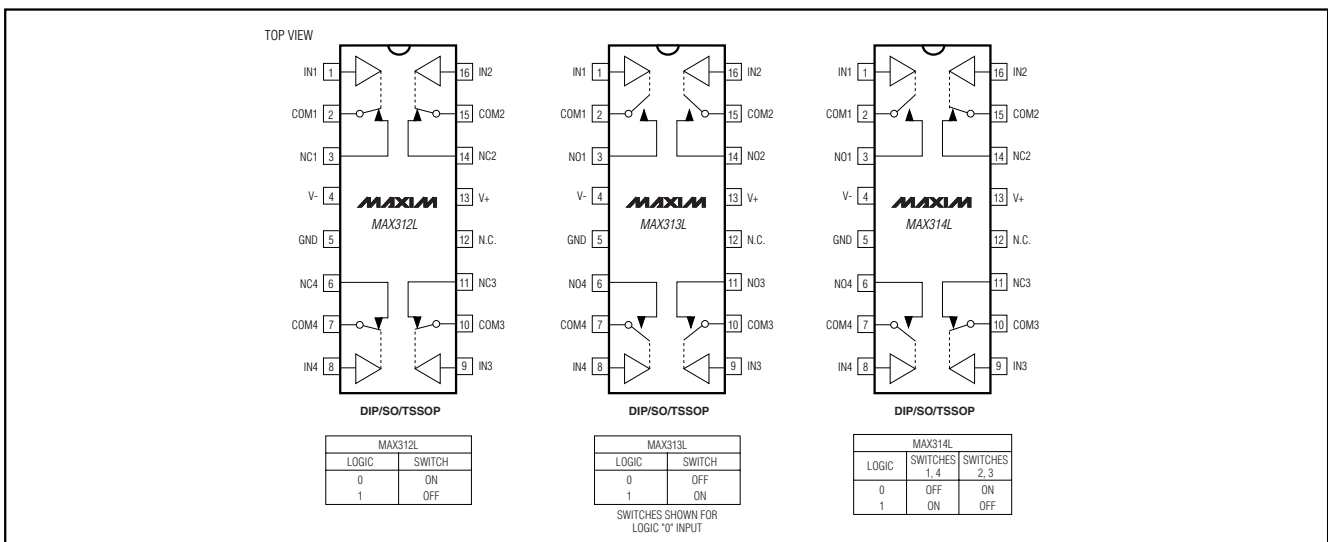 TOP VIEW
IN1 1 16 IN2
COM1 2 15 COM2
NC1 3 14 NC2
V- 4 13 V+
MAXIM
MAX312L
GND 5 12 N.C.
NC4 6 11 NC3
COM4 7 10 COM3
IN4 8 9 IN3
DIP/SO/TSSOP
MAX312L
LOGIC SWITCH
0 ON
1 OFF
IN1 1 16 IN2
COM1 2 15 COM2
NO1 3 14 NO2
V- 4 13 V+
MAXIM
MAX313L
GND 5 12 N.C.
NO4 6 11 NO3
COM4 7 10 COM3
IN4 8 9 IN3
DIP/SO/TSSOP
MAX313L
LOGIC SWITCH
0 OFF
1 ON
SWITCHES SHOWN FOR
LOGIC "0" INPUT
IN1 1 16 IN2
COM1 2 15 COM2
NO1 3 14 NC2
V- 4 13 V+
MAXIM
MAX314L
GND 5 12 N.C.
NO4 6 11 NC3
COM4 7 10 COM3
IN4 8 9 IN3
DIP/SO/TSSOP
MAX314L
LOGIC SWITCHES 1, 4 SWITCHES 2, 3
0 OFF ON
1 ON OFF